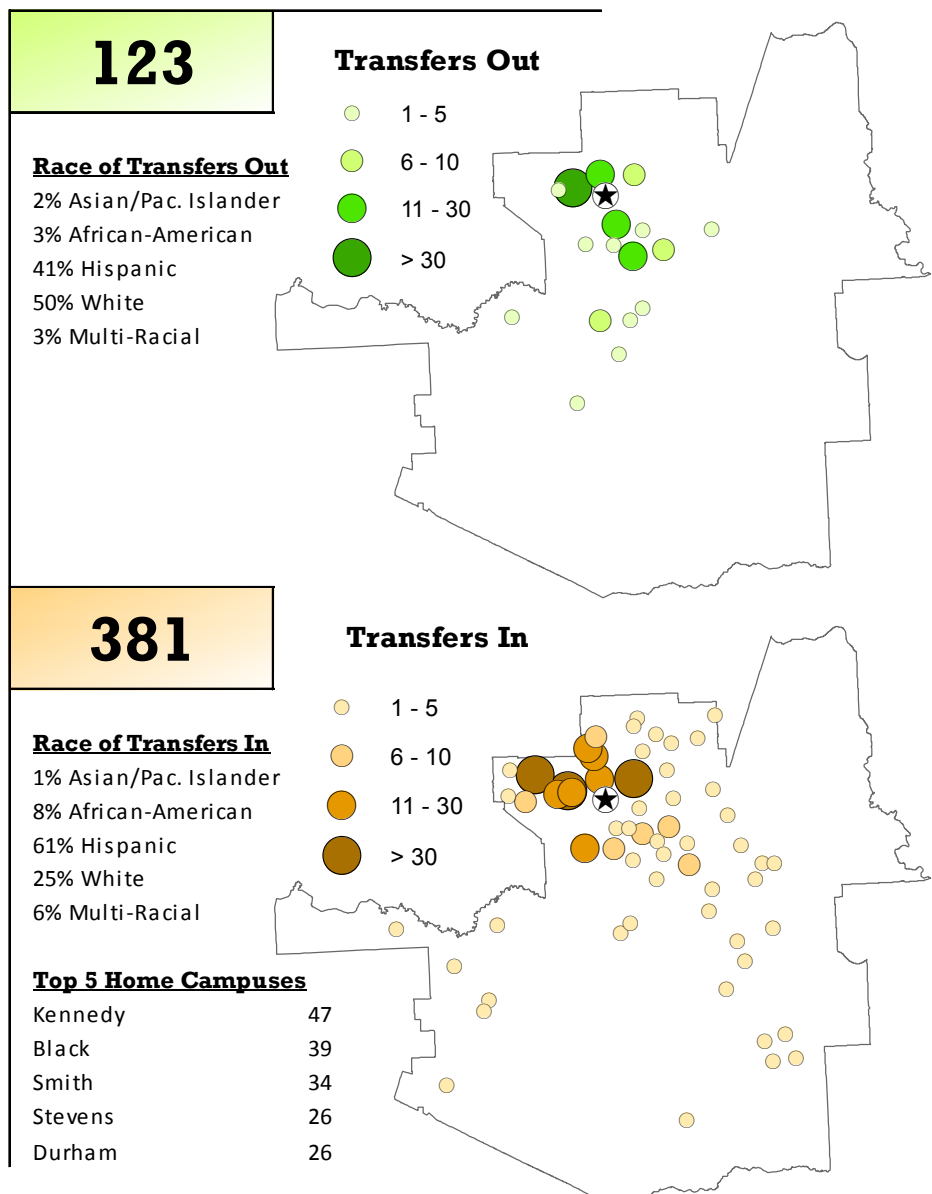 123
Transfers Out
1 - 5
6 - 10
11 - 30
> 30
Race of Transfers Out
2% Asian/Pac. Islander
3% African-American
41% Hispanic
50% White
3% Multi-Racial
381
Transfers In
1 - 5
6 - 10
11 - 30
> 30
Race of Transfers In
1% Asian/Pac. Islander
8% African-American
61% Hispanic
25% White
6% Multi-Racial
Top 5 Home Campuses
Kennedy 47
Black 39
Smith 34
Stevens 26
Durham 26